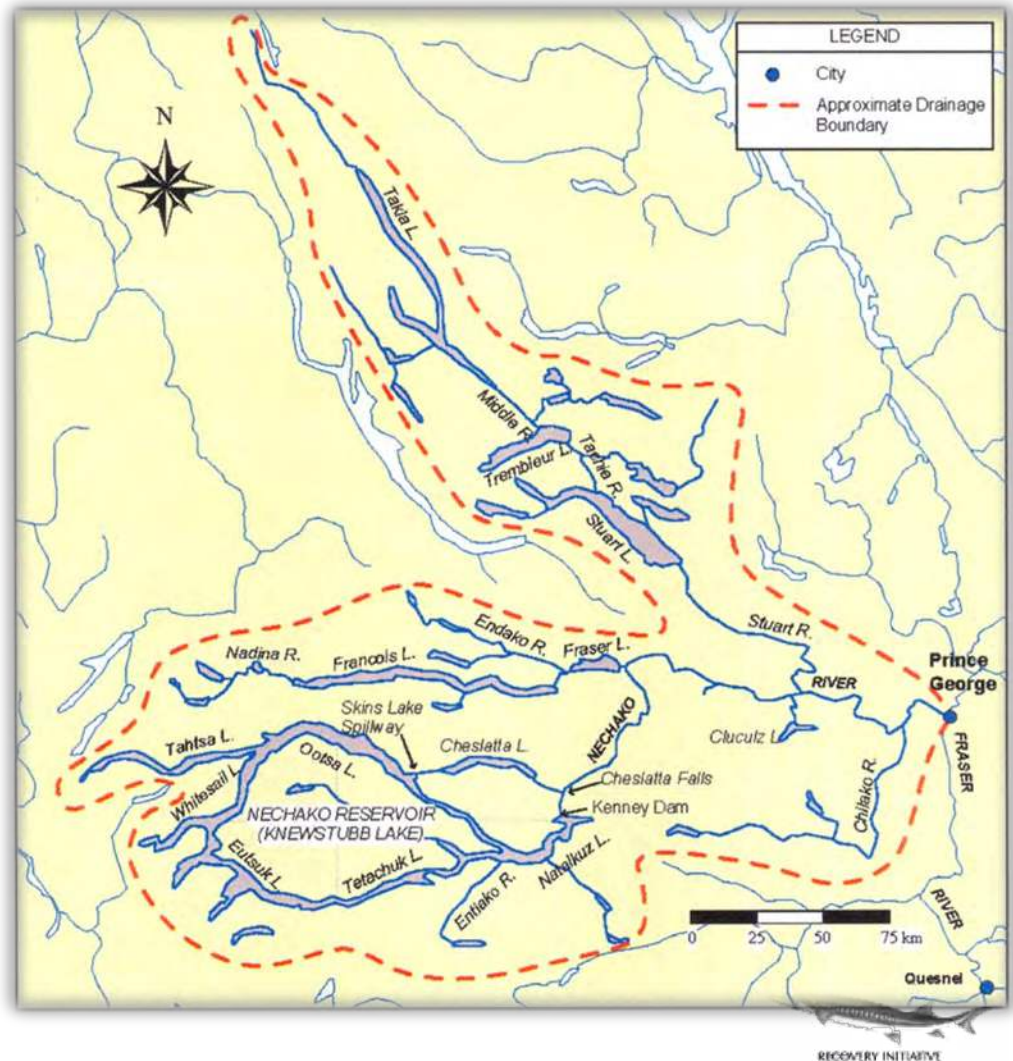 LEGEND
City
Approximate Drainage
Boundary
N
Takla L.
Middle R.
Trembleur L.
Tachie R.
Stuart L.
Stuart R.
Endako R.
Fraser L.
Nadina R.
Francois L.
Prince
George
RIVER
Skins Lake
Spillway
Cheslatta L.
NECHAKO
Cluculz L.
FRASER
Tahtsa L.
Ootsa L.
Whitesail L.
Cheslatta Falls
Kenney Dam
Chilako R.
NECHAKO RESERVOIR
(KNEWSTUBB LAKE)
Eutsuk L.
Tetachuk L.
Natalkuz L.
Entiako R.
RIVER
0 25 50 75 km
Quesnel
RECOVERY INITIATIVE